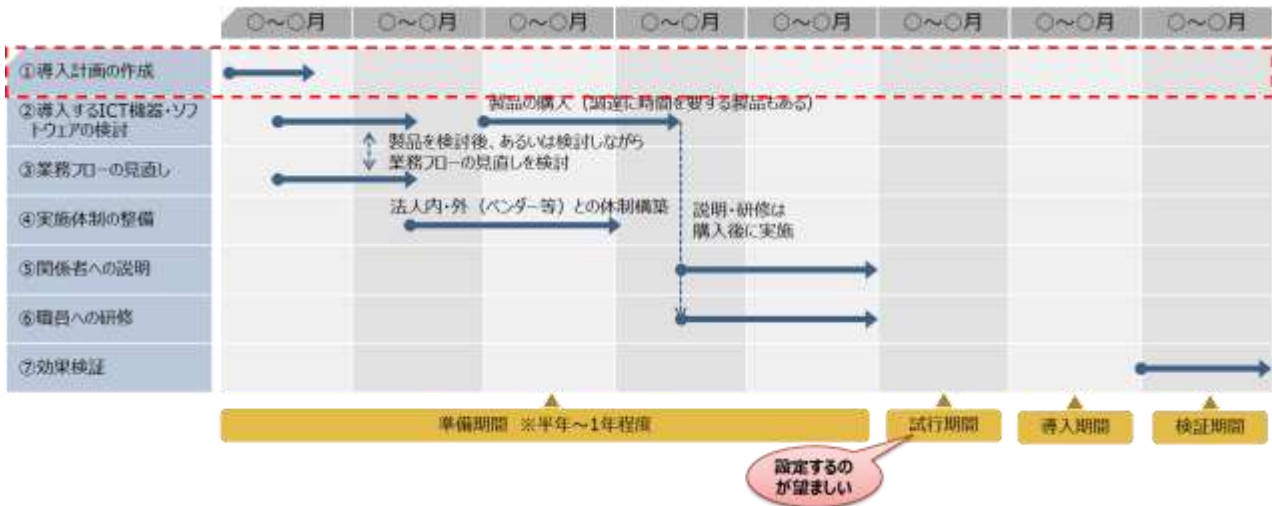 ○～○月 ○～○月 ○～○月 ○～○月 ○～○月 ○～○月 ○～○月 ○～○月
①導入計画の作成
②導入するICT機器・ソフ
トウェアの検討
製品の購入（調達に時間を要する製品もある）
製品を検討後、あるいは検討しながら
業務フローの見直しを検討
③業務フローの見直し
④実施体制の整備
法人内・外（ベンダー等）との体制構築
説明・研修は
購入後に実施
⑤関係者への説明
⑥職員への研修
⑦効果検証
準備期間 ※半年～1年程度
試行期間
導入期間
検証期間
設定するの
が望ましい